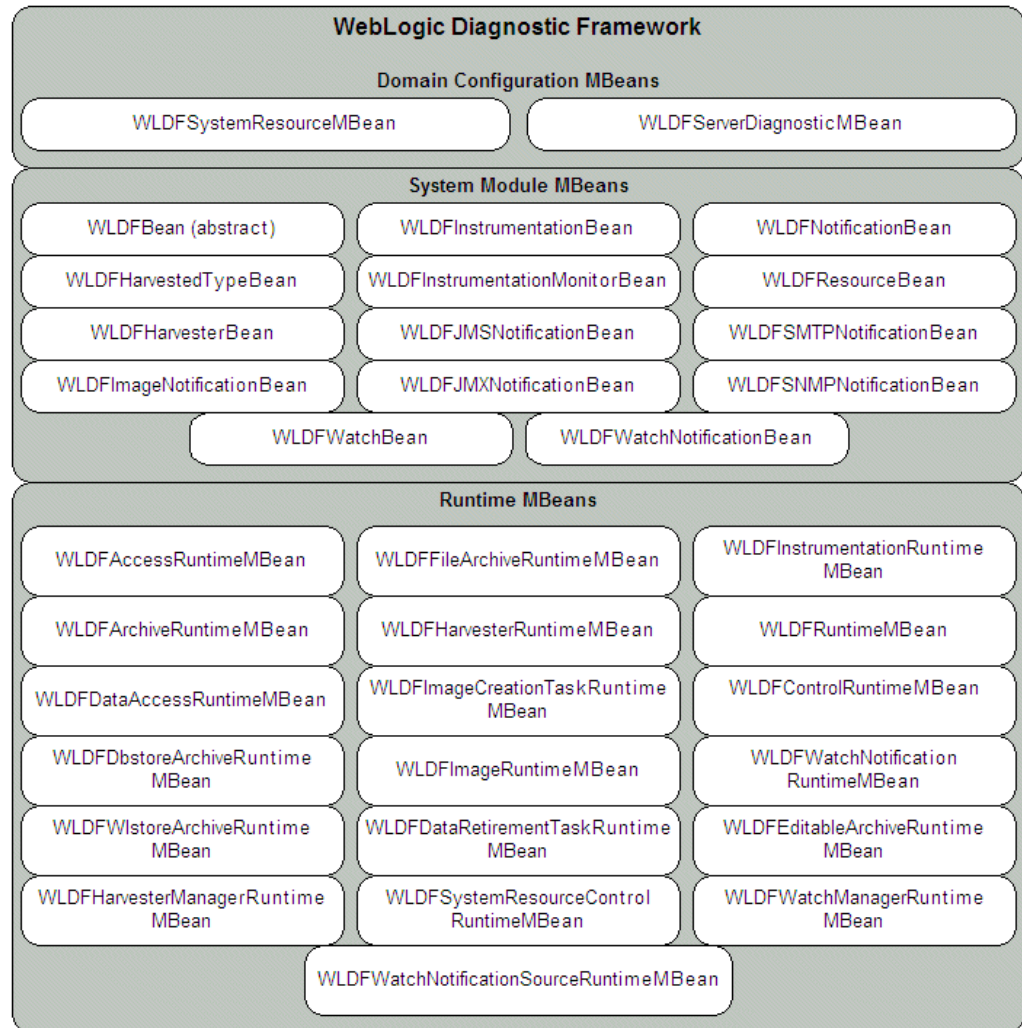 WebLogic Diagnostic Framework
Domain Configuration MBeans
WLDFSystemResourceMBean
WLDFServerDiagnosticMBean
System Module MBeans
WLDFBean (abstract)
WLDFInstrumentationBean
WLDFNotificationBean
WLDFHarvestedTypeBean
WLDFInstrumentationMonitorBean
WLDFResourceBean
WLDFHarvesterBean
WLDFJMSNotificationBean
WLDFSMTPNotificationBean
WLDFImageNotificationBean
WLDFJMXNotificationBean
WLDFSNMPNotificationBean
WLDFWatchBean
WLDFWatchNotificationBean
Runtime MBeans
WLDFAccessRuntimeMBean
WLDFFileArchiveRuntimeMBean
WLDFInstrumentationRuntime
MBean
WLDFArchiveRuntimeMBean
WLDFHarvesterRuntimeMBean
WLDFRuntimeMBean
WLDFDataAccessRuntimeMBean
WLDFImageCreationTaskRuntime
MBean
WLDFControlRuntimeMBean
WLDFDbstoreArchiveRuntime
MBean
WLDFImageRuntimeMBean
WLDFWatchNotification
RuntimeMBean
WLDFWlstoreArchiveRuntime
MBean
WLDFDataRetirementTaskRuntime
MBean
WLDFEditableArchiveRuntime
MBean
WLDFHarvesterManagerRuntime
MBean
WLDFSystemResourceControl
RuntimeMBean
WLDFWatchManagerRuntime
MBean
WLDFWatchNotificationSourceRuntimeMBean